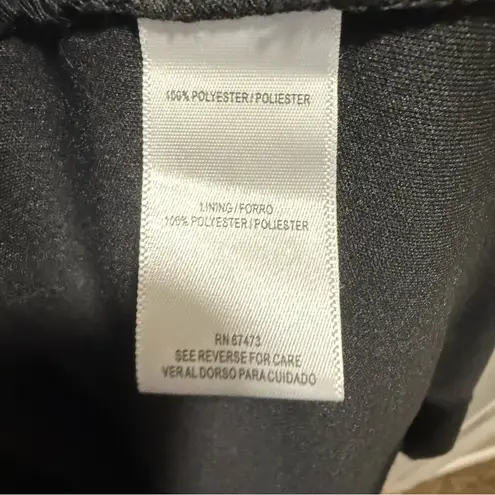 100% POLYESTER / POLIESTER
LINING / FORRO
100% POLYESTER / POLIESTER
RN 67473
SEE REVERSE FOR CARE
VER AL DORSO PARA CUIDADO